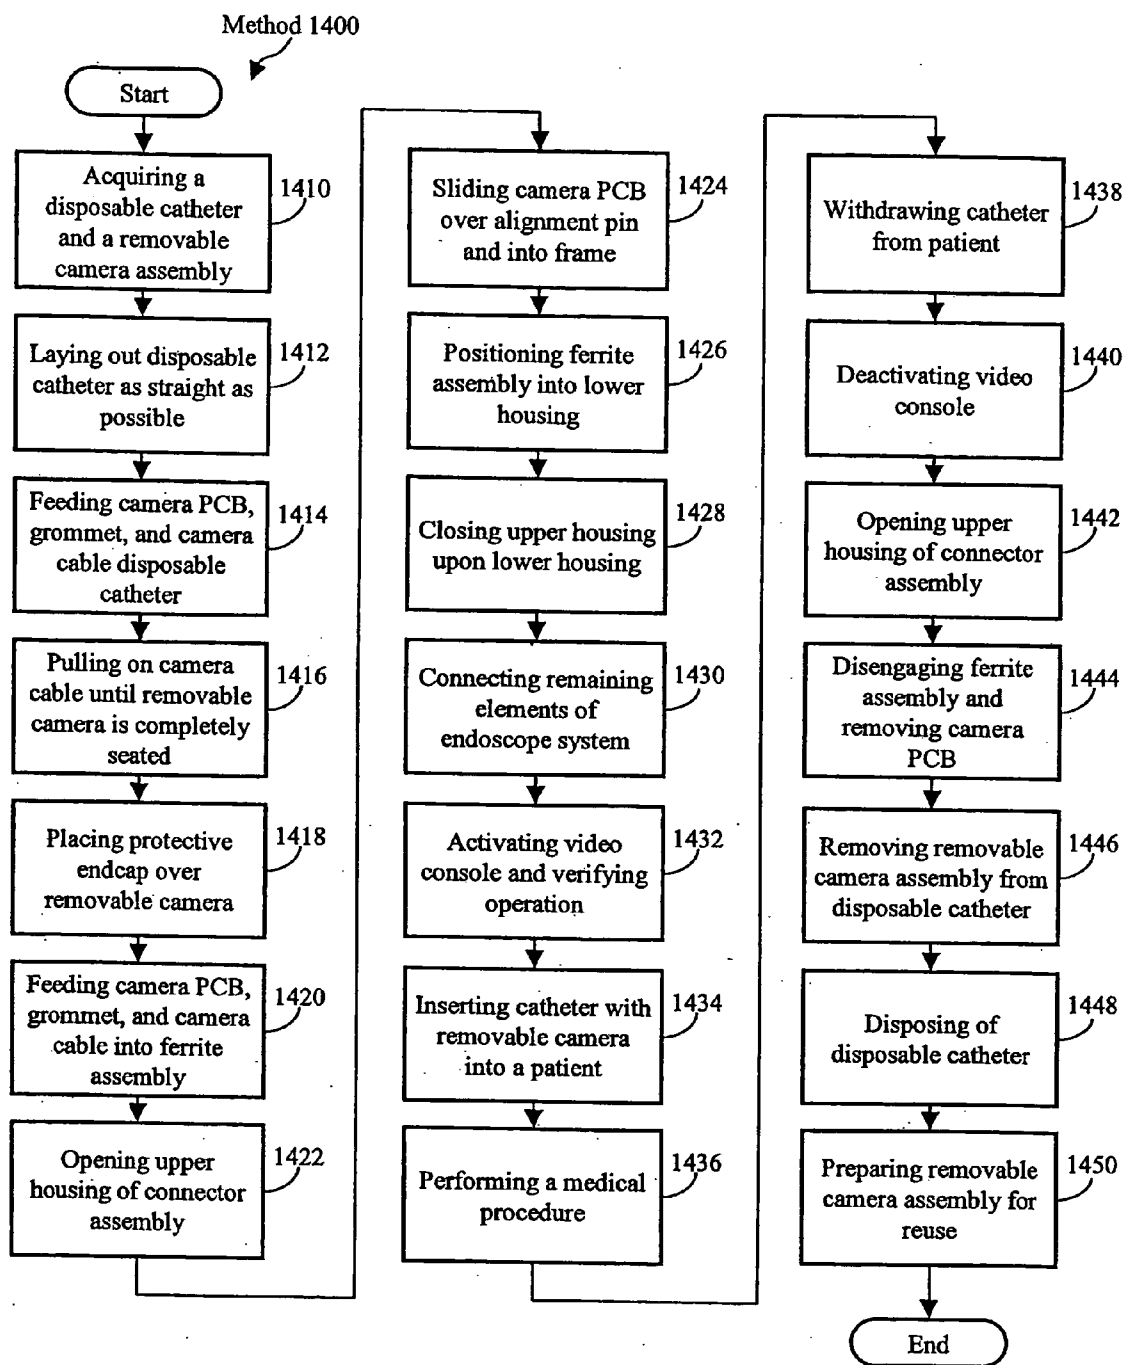 Method 1400
Start
Acquiring a
disposable catheter
and a removable
camera assembly
1410
Laying out disposable
catheter as straight as
possible
1412
Feeding camera PCB,
grommet, and camera
cable disposable
catheter
1414
Pulling on camera
cable until removable
camera is completely
seated
1416
Placing protective
endcap over
removable camera
1418
Feeding camera PCB,
grommet, and camera
cable into ferrite
assembly
1420
Opening upper
housing of connector
assembly
1422
Sliding camera PCB
over alignment pin
and into frame
1424
Positioning ferrite
assembly into lower
housing
1426
Closing upper housing
upon lower housing
1428
Connecting remaining
elements of
endoscope system
1430
Activating video
console and verifying
operation
1432
Inserting catheter with
removable camera
into a patient
1434
Performing a medical
procedure
1436
Withdrawing catheter
from patient
1438
Deactivating video
console
1440
Opening upper
housing of connector
assembly
1442
Disengaging ferrite
assembly and
removing camera
PCB
1444
Removing removable
camera assembly from
disposable catheter
1446
Disposing of
disposable catheter
1448
Preparing removable
camera assembly for
reuse
1450
End